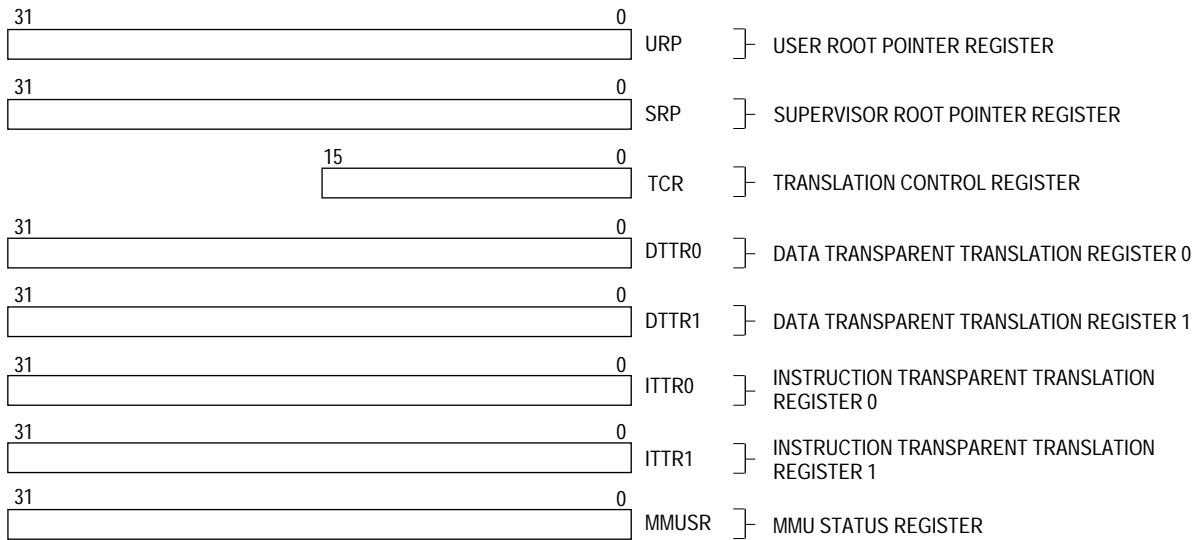 31 0
URP USER ROOT POINTER REGISTER
31 0
SRP SUPERVISOR ROOT POINTER REGISTER
15 0
TCR TRANSLATION CONTROL REGISTER
31 0
DTTR0 DATA TRANSPARENT TRANSLATION REGISTER 0
31 0
DTTR1 DATA TRANSPARENT TRANSLATION REGISTER 1
31 0
ITTR0 INSTRUCTION TRANSPARENT TRANSLATION
REGISTER 0
31 0
ITTR1 INSTRUCTION TRANSPARENT TRANSLATION
REGISTER 1
31 0
MMUSR MMU STATUS REGISTER